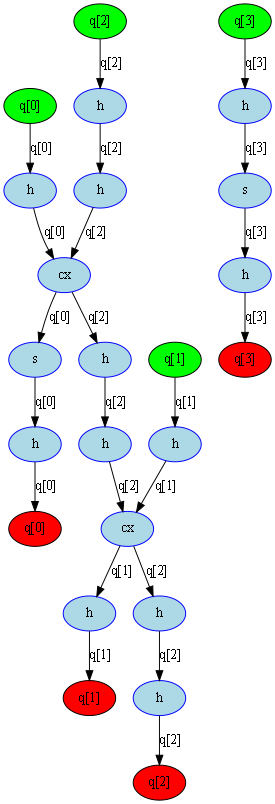 q[2] q[3]
q[2] q[3]
q[0] h h
q[0] q[2] q[3]
h h s
q[0] q[2] q[3]
cx h
q[0] q[2] q[3]
s h q[1] q[3]
q[0] q[2] q[1]
h h h
q[0] q[2] q[1]
q[0] cx
q[1] q[2]
h h
q[1] q[2]
q[1] h
q[2]
q[2]